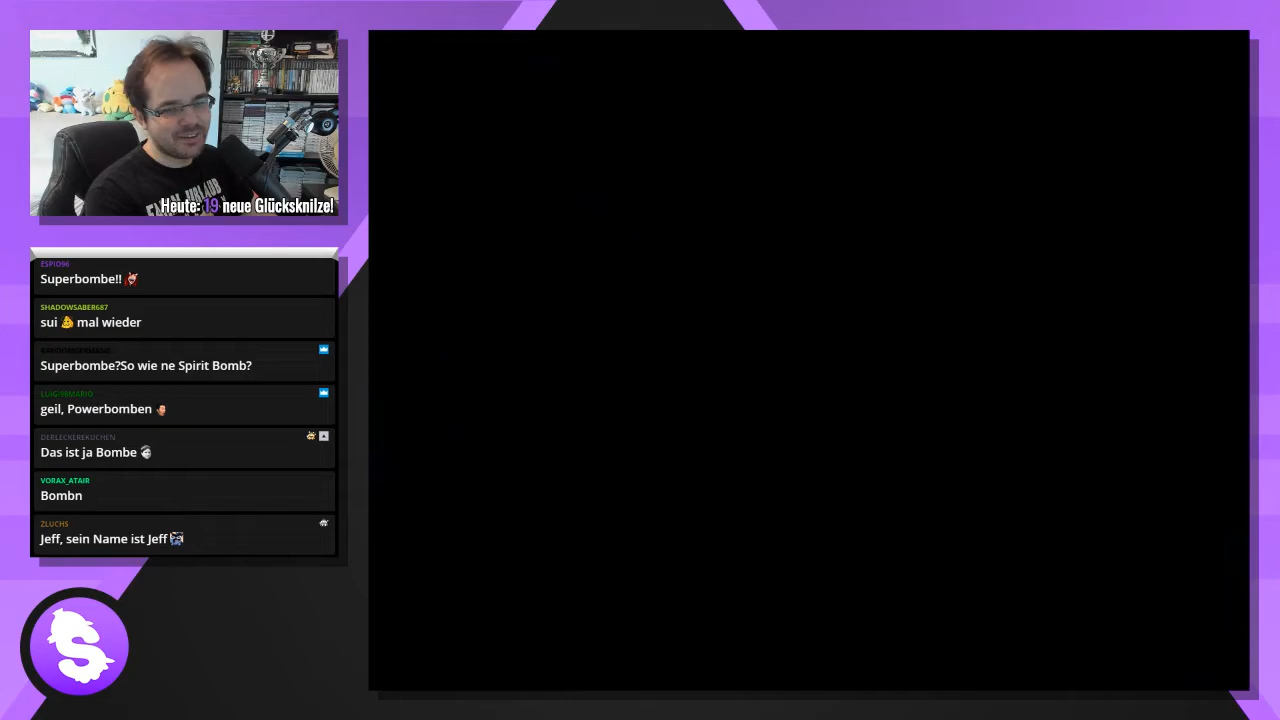 Heute: 19 neue Glücksknilze!
ESPIO96
Superbombe!!
SHADOWSABER687
sui mal wieder
Superbombe?So wie ne Spirit Bomb?
LUIGI98MARIO
geil, Powerbomben
DERLECKEREKUCHEN
Das ist ja Bombe
VORAX_ATAIR
Bombn
ZLUCHS
Jeff, sein Name ist Jeff
S